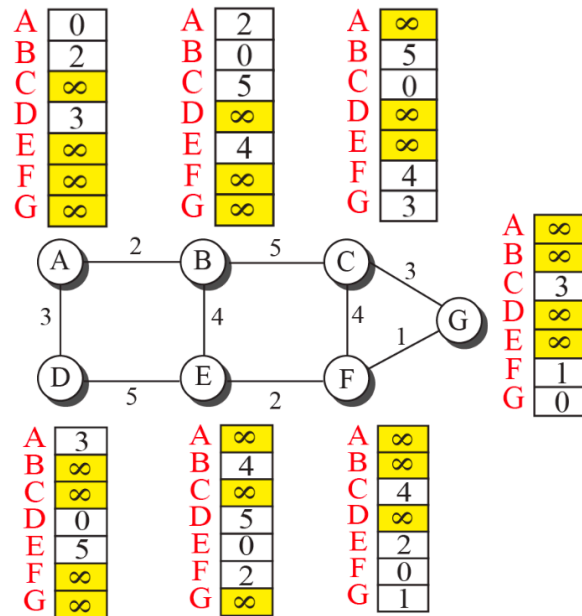 A 0
B 2
C ∞
D 3
E ∞
F ∞
G ∞
A 2
B 0
C 5
D ∞
E 4
F ∞
G ∞
A ∞
B 5
C 0
D ∞
E ∞
F 4
G 3
A ∞
B ∞
C 3
D ∞
E ∞
F 1
G 0
2 5
A B C
3
3 4 4 G
1
D E F
5 2
A 3
B ∞
C ∞
D 0
E 5
F ∞
G ∞
A ∞
B 4
C ∞
D 5
E 0
F 2
G ∞
A ∞
B ∞
C 4
D ∞
E 2
F 0
G 1